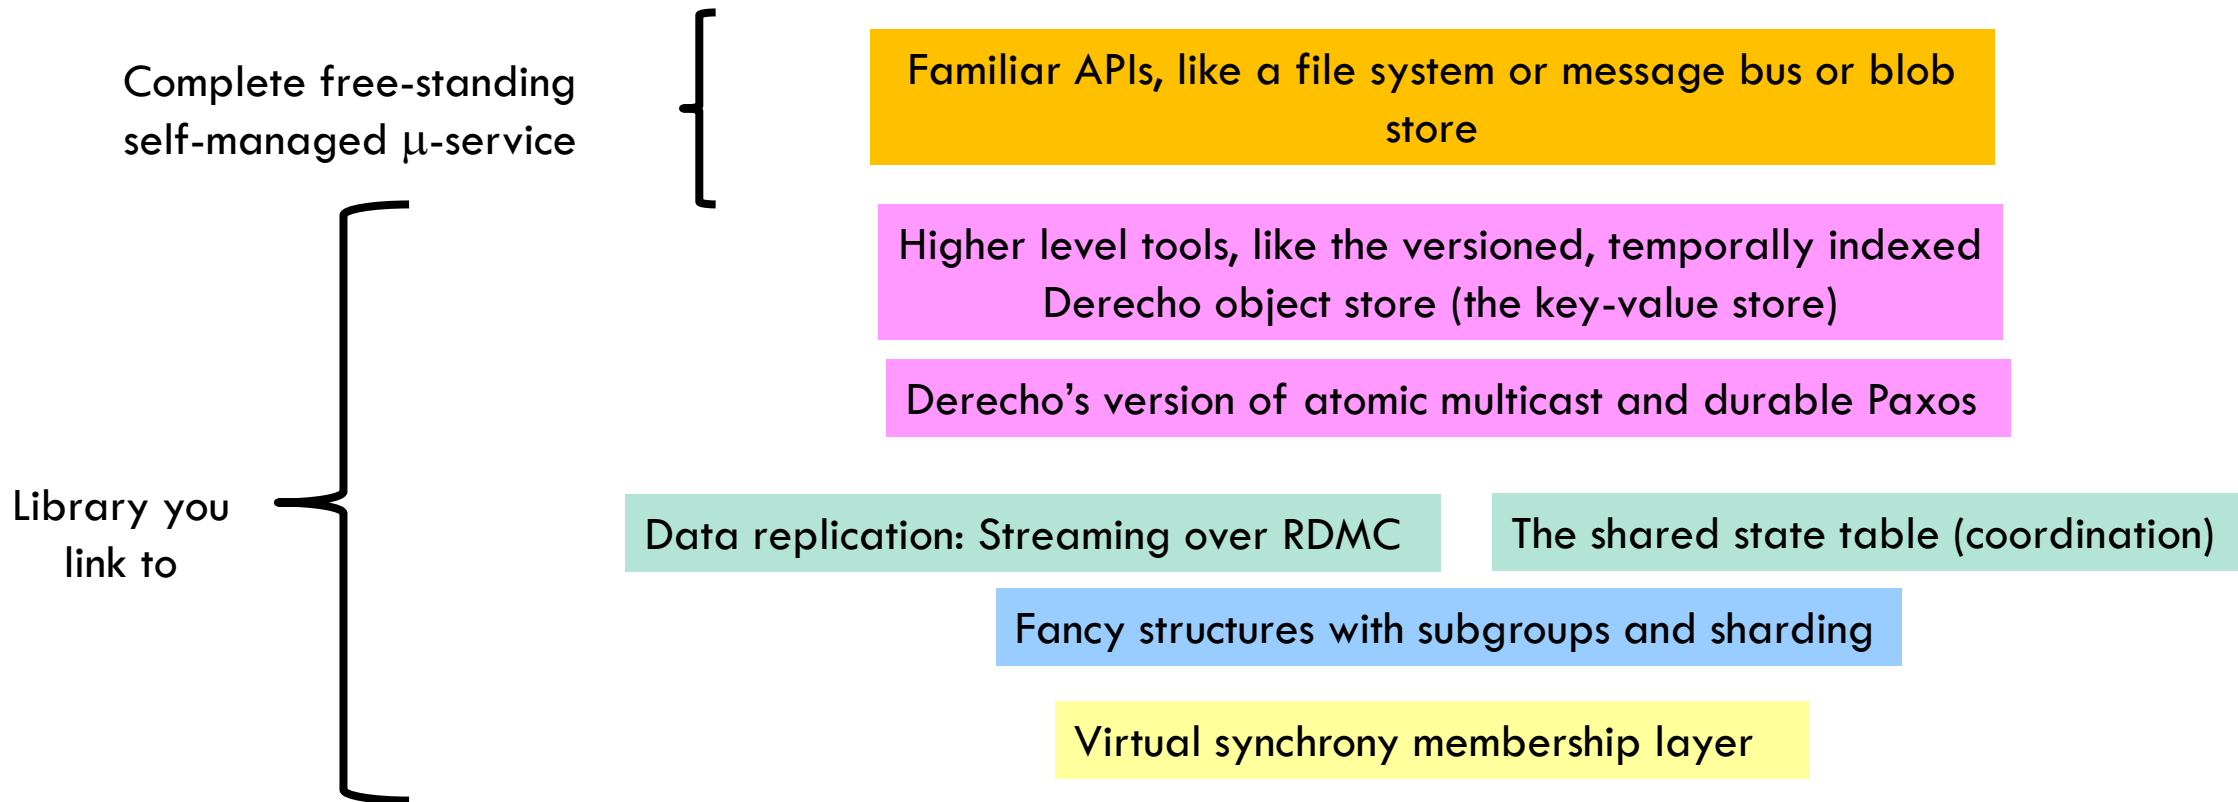 Complete free-standing
self-managed μ-service
Familiar APIs, like a file system or message bus or blob
store
Higher level tools, like the versioned, temporally indexed
Derecho object store (the key-value store)
Derecho’s version of atomic multicast and durable Paxos
Library you
link to
Data replication: Streaming over RDMC
The shared state table (coordination)
Fancy structures with subgroups and sharding
Virtual synchrony membership layer